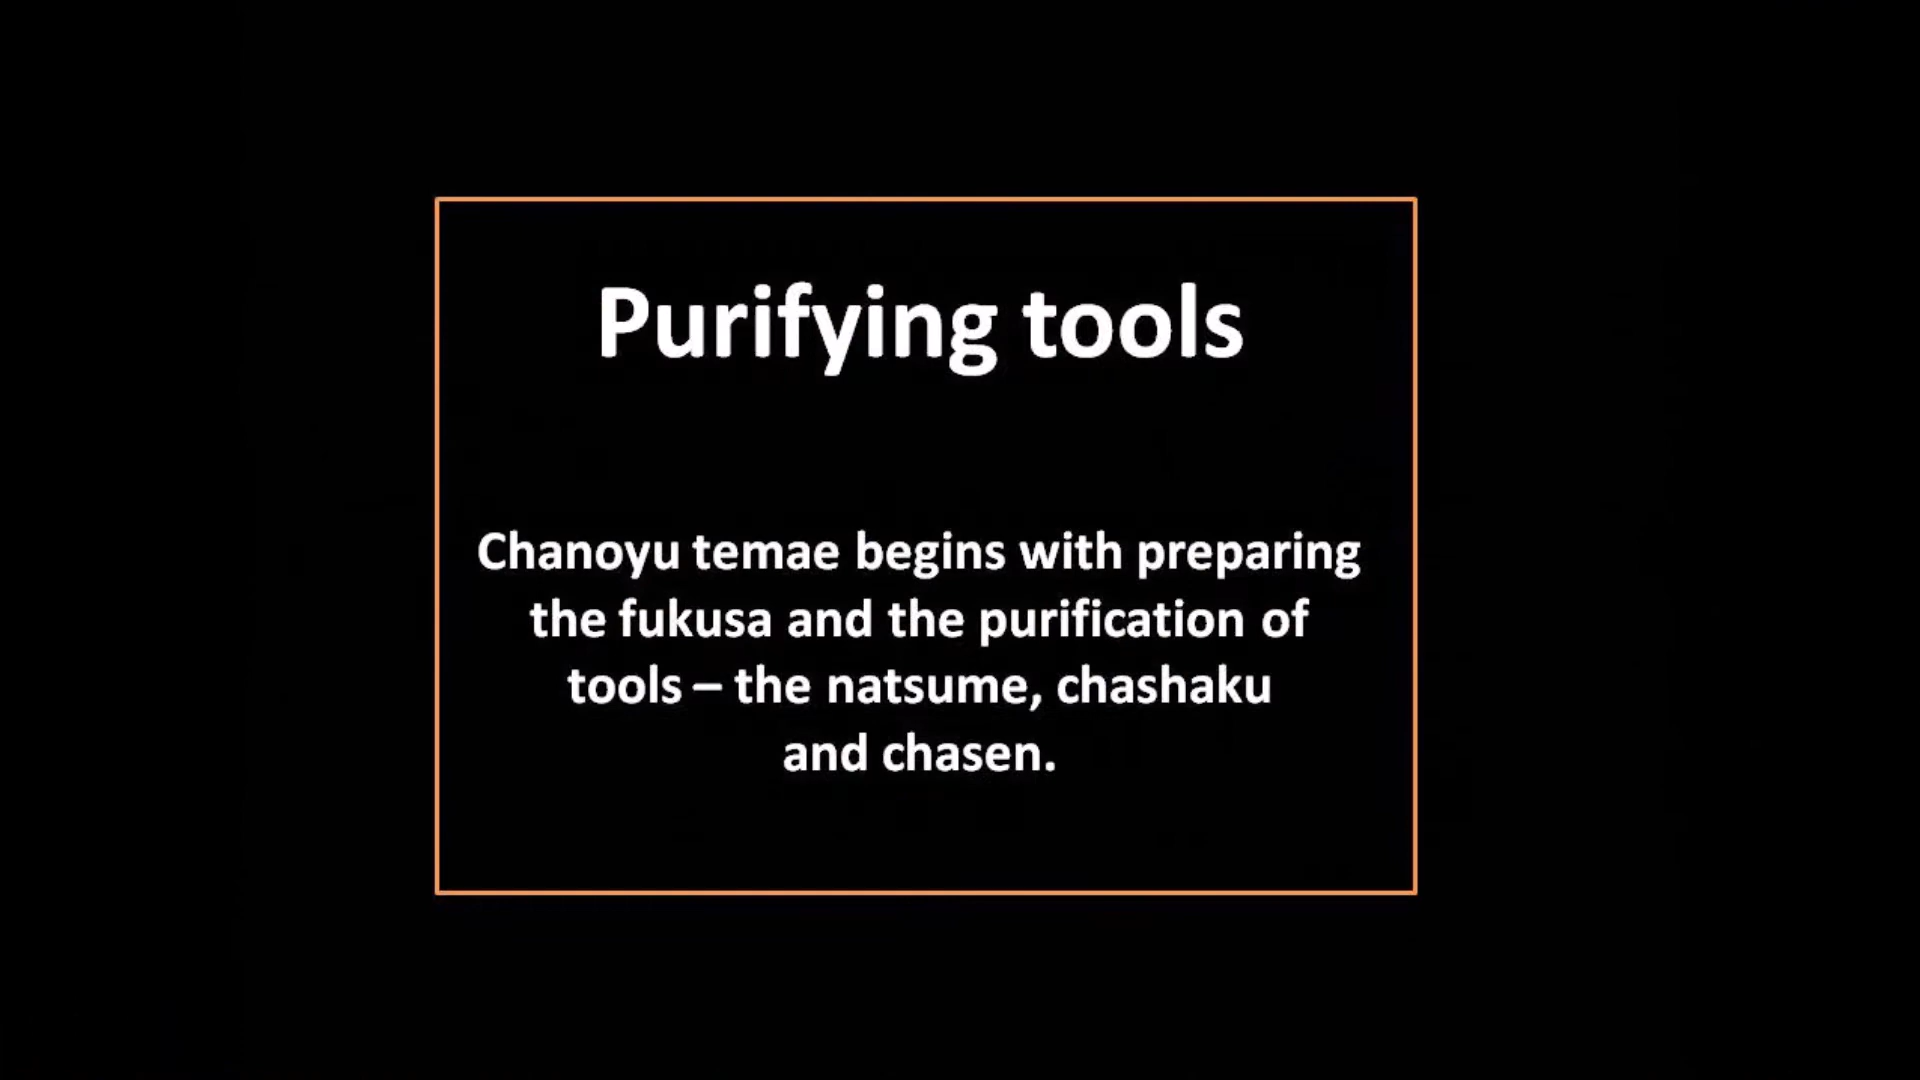 Purifying tools
Chanoyu temae begins with preparing
the fukusa and the purification of
tools – the natsume, chashaku
and chasen.